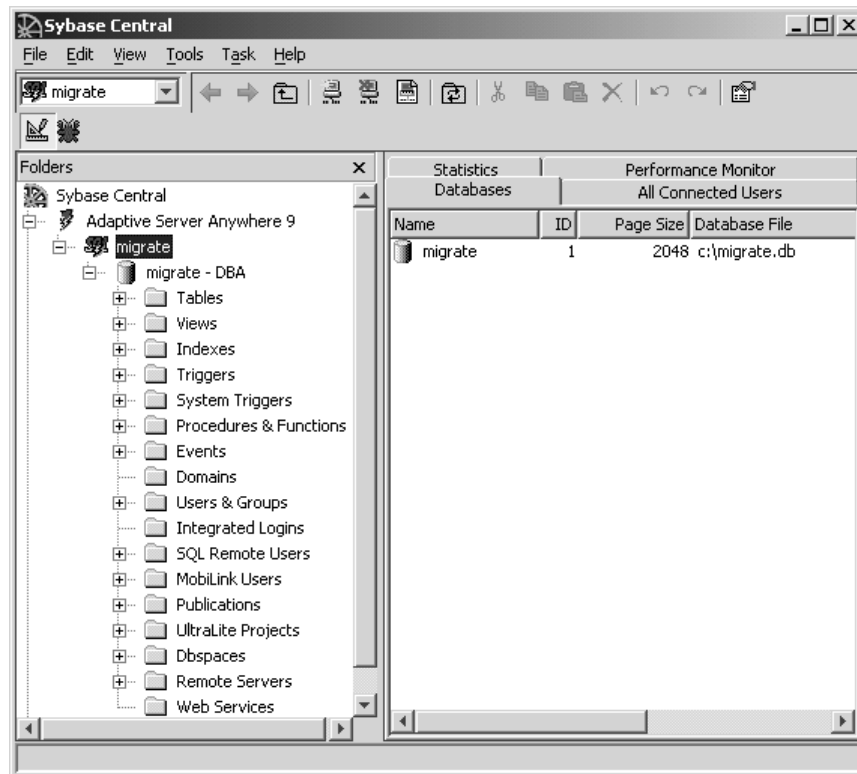 Sybase Central
File Edit View Tools Task Help
migrate
Folders
Sybase Central
Adaptive Server Anywhere 9
migrate
migrate - DBA
Tables
Views
Indexes
Triggers
System Triggers
Procedures & Functions
Events
Domains
Users & Groups
Integrated Logins
SQL Remote Users
MobiLink Users
Publications
UltraLite Projects
Dbspaces
Remote Servers
Web Services
Statistics Performance Monitor
Databases All Connected Users
Name ID Page Size Database File
migrate 1 2048 c:\migrate.db